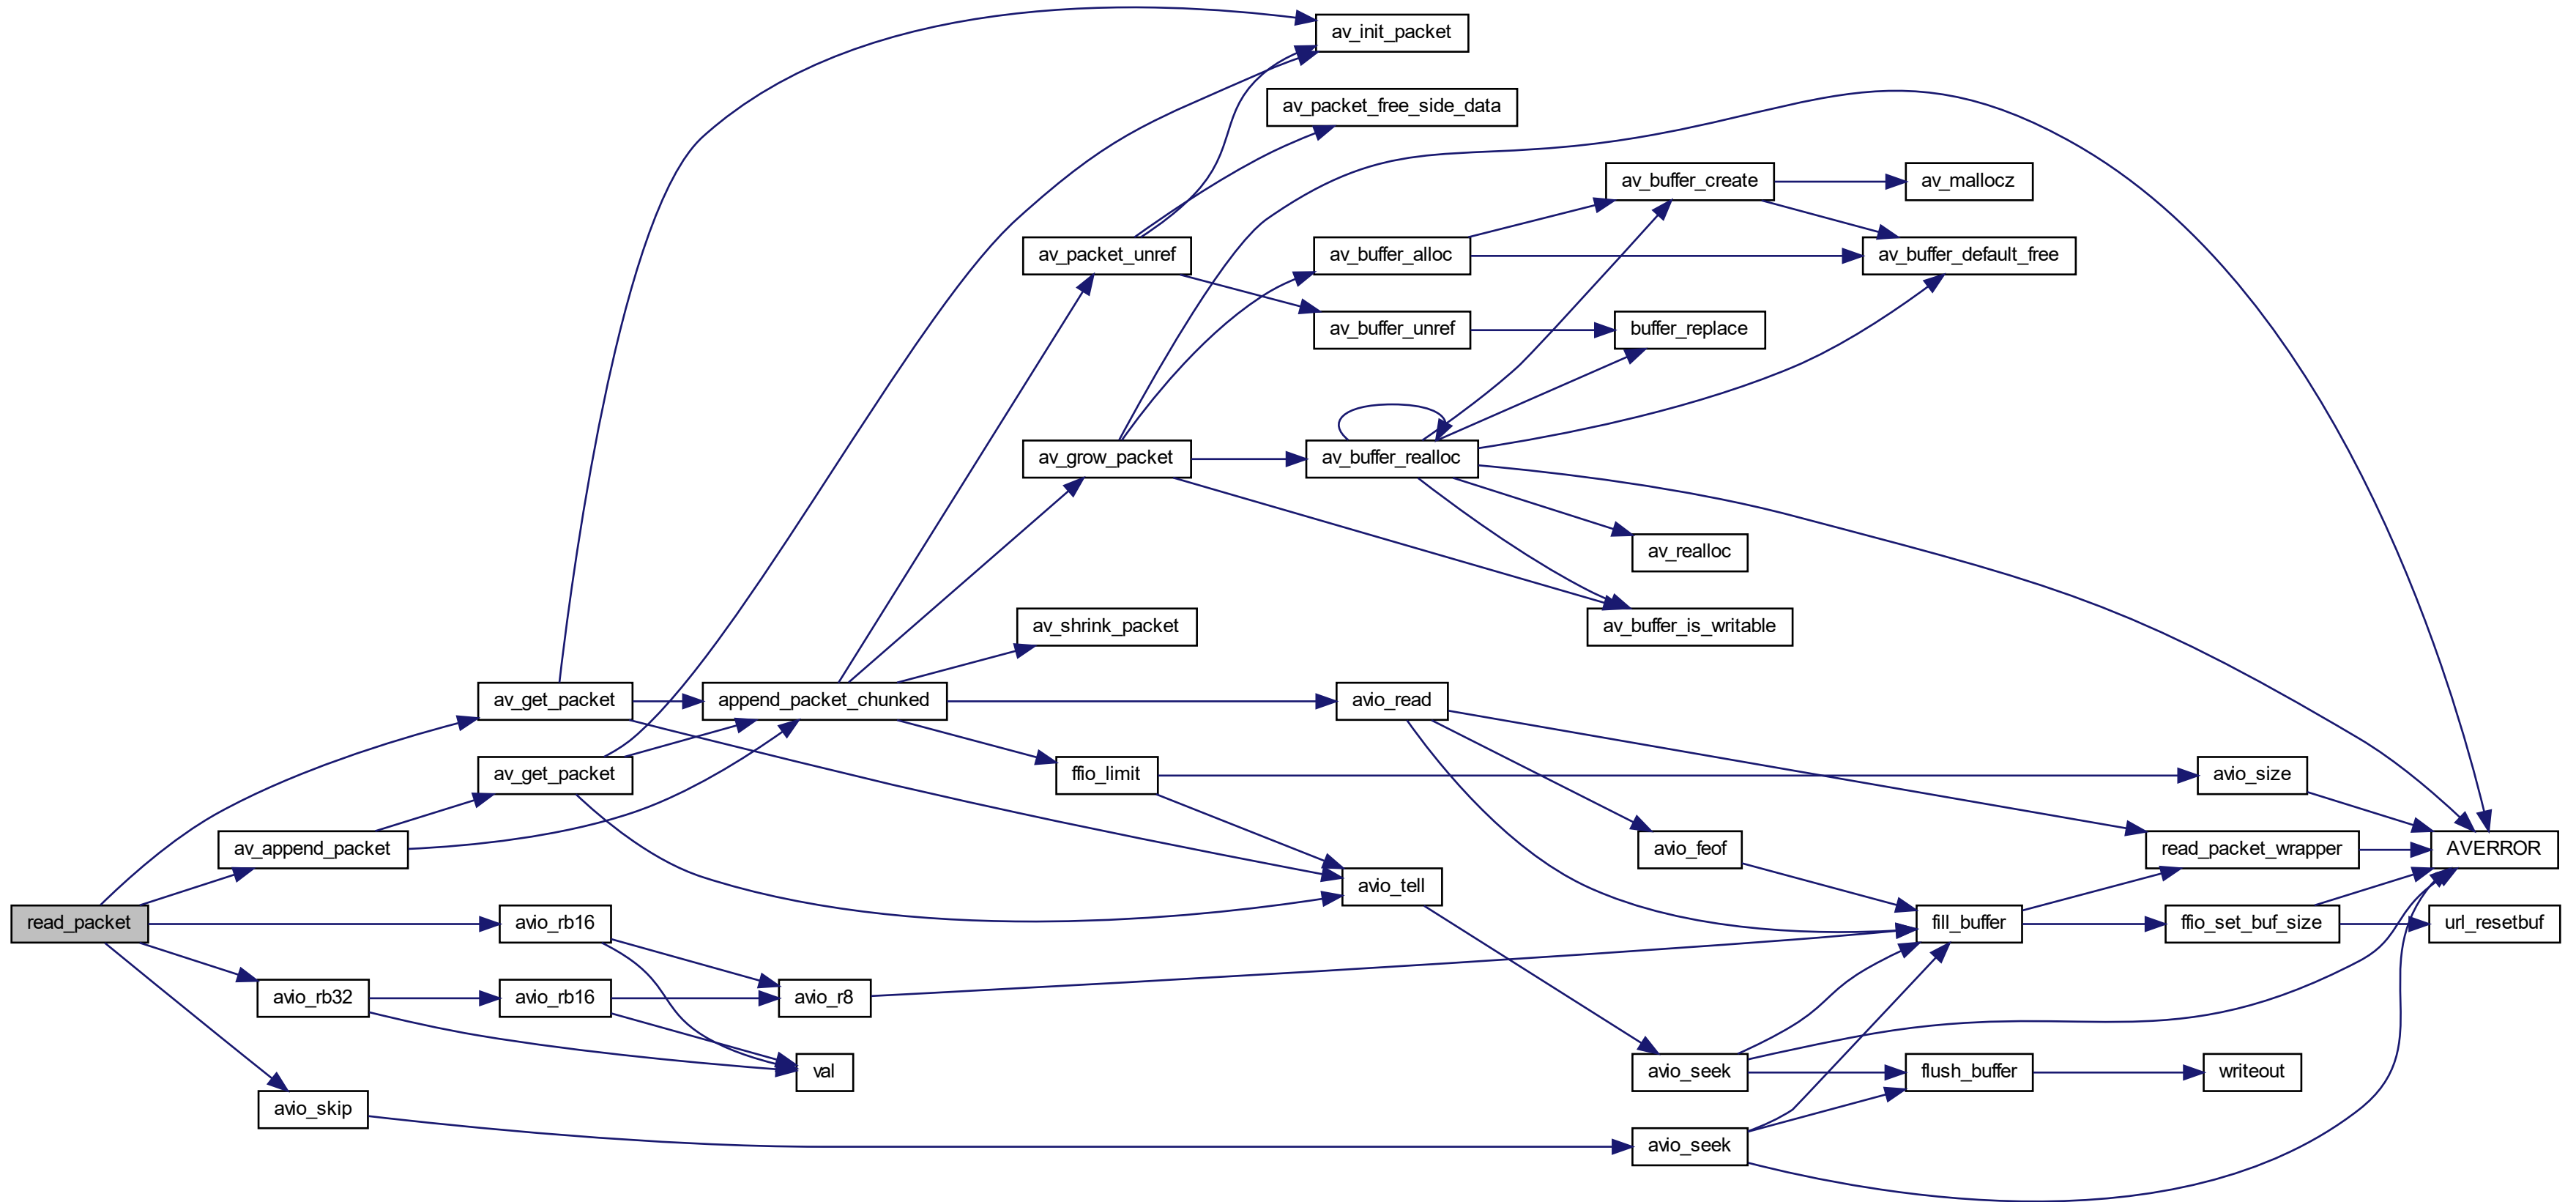 av_init_packet
av_packet_free_side_data
av_buffer_create
av_mallocz
av_packet_unref
av_buffer_alloc
av_buffer_default_free
av_buffer_unref
buffer_replace
av_grow_packet
av_buffer_realloc
av_realloc
av_shrink_packet
av_buffer_is_writable
av_get_packet
append_packet_chunked
avio_read
av_get_packet
ffio_limit
avio_size
av_append_packet
avio_feof
read_packet_wrapper
AVERROR
avio_tell
read_packet
avio_rb16
fill_buffer
ffio_set_buf_size
url_resetbuf
avio_rb32
avio_rb16
avio_r8
val
avio_seek
flush_buffer
writeout
avio_skip
avio_seek